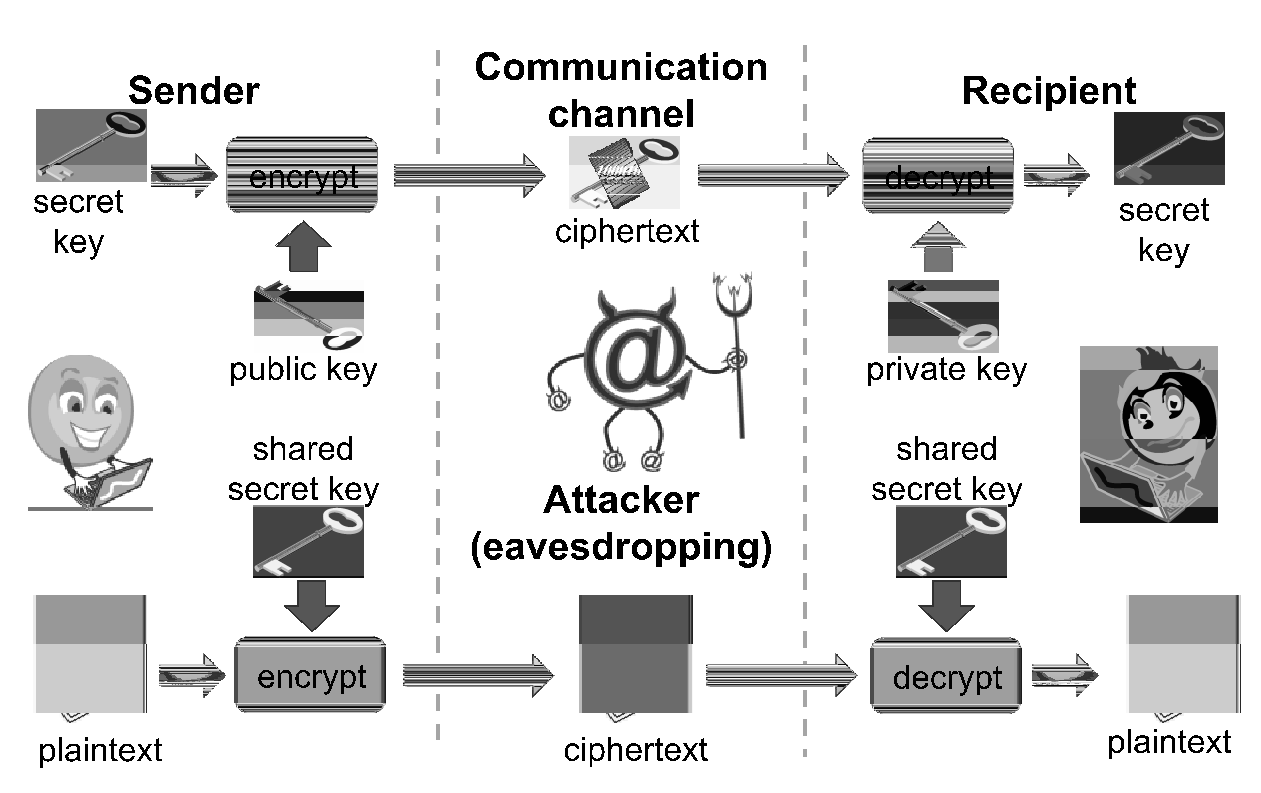 Sender
Communication
channel
Recipient
secret
key
encrypt
ciphertext
decrypt
secret
key
public key
private key
@
shared
secret key
shared
secret key
Attacker
(eavesdropping)
encrypt
decrypt
plaintext
ciphertext
plaintext